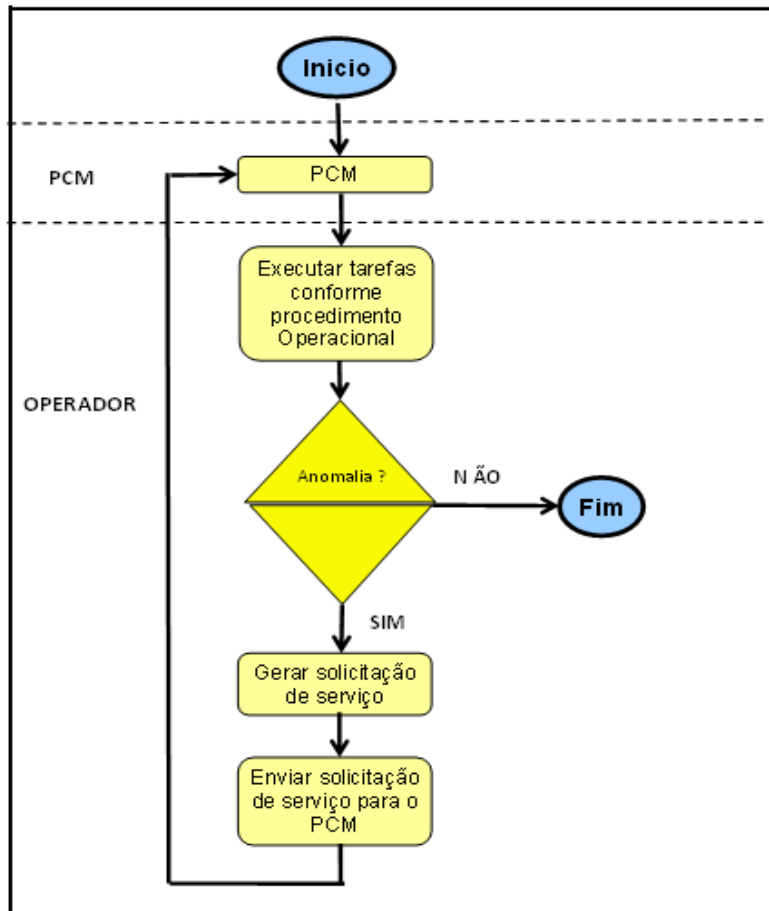 Inicio
PCM
PCM
Executar tarefas
conforme
procedimento
Operacional
OPERADOR
Anomalia ?
N ÃO
Fim
SIM
Gerar solicitação
de serviço
Enviar solicitação
de serviço para o
PCM